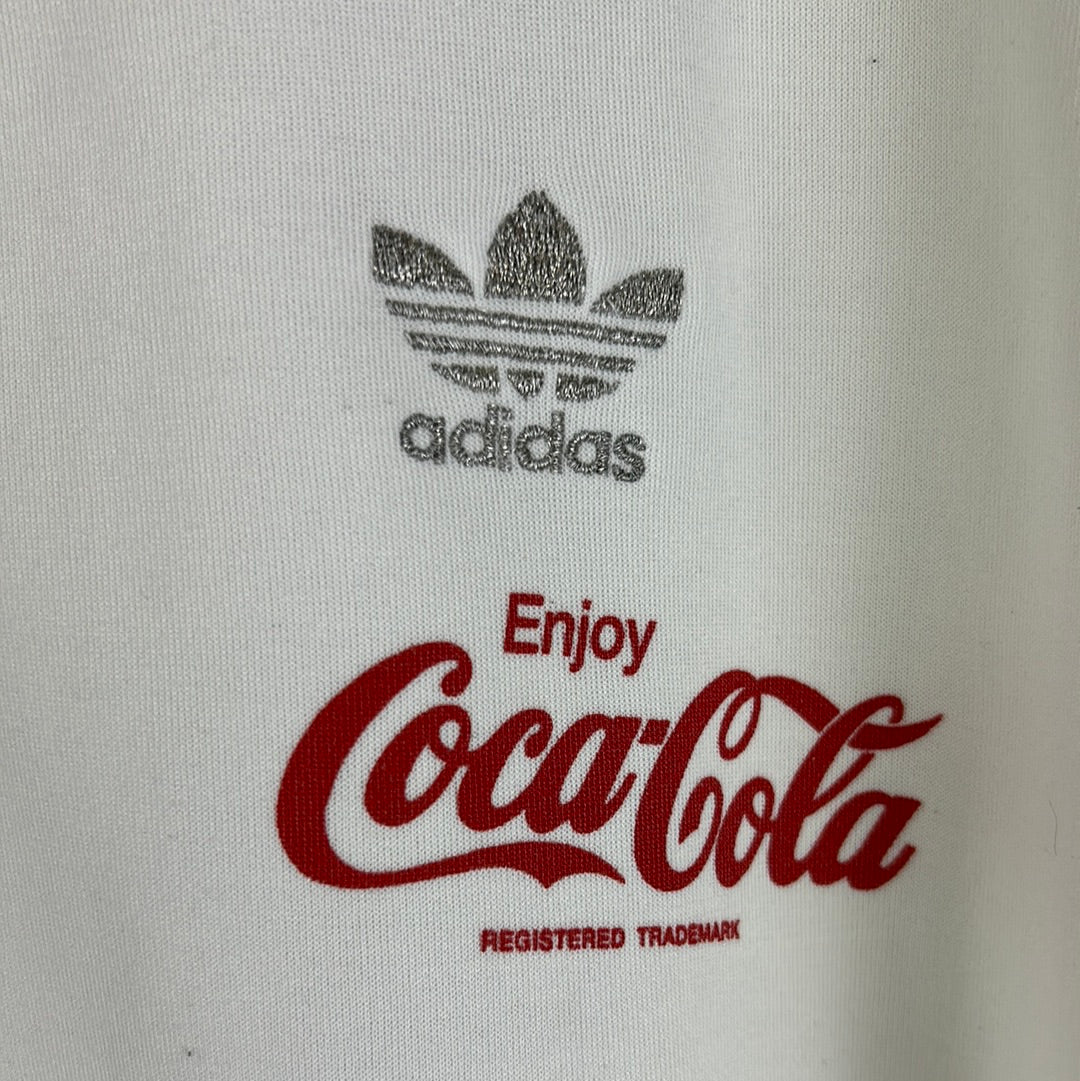 adidas
Enjoy
Coca-Cola
REGISTERED TRADEMARK